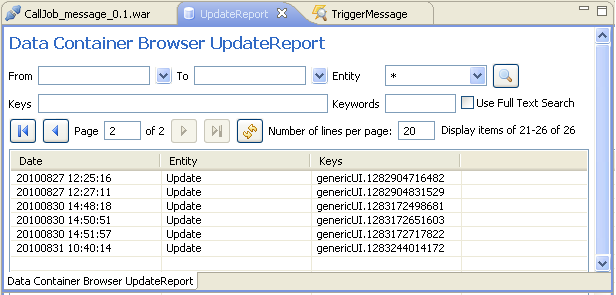 CallJob_message_0.1.war UpdateReport TriggerMessage
Data Container Browser UpdateReport
From To Entity *
Keys Keywords Use Full Text Search
Page 2 of 2 Number of lines per page: 20 Display items of 21-26 of 26
Date Entity Keys
20100827 12:25:16 Update genericUI.1282904716482
20100827 12:27:11 Update genericUI.1282904831529
20100830 14:48:18 Update genericUI.1283172498681
20100830 14:50:51 Update genericUI.1283172651603
20100830 14:51:57 Update genericUI.1283172717822
20100831 10:40:14 Update genericUI.1283244014172
Data Container Browser UpdateReport